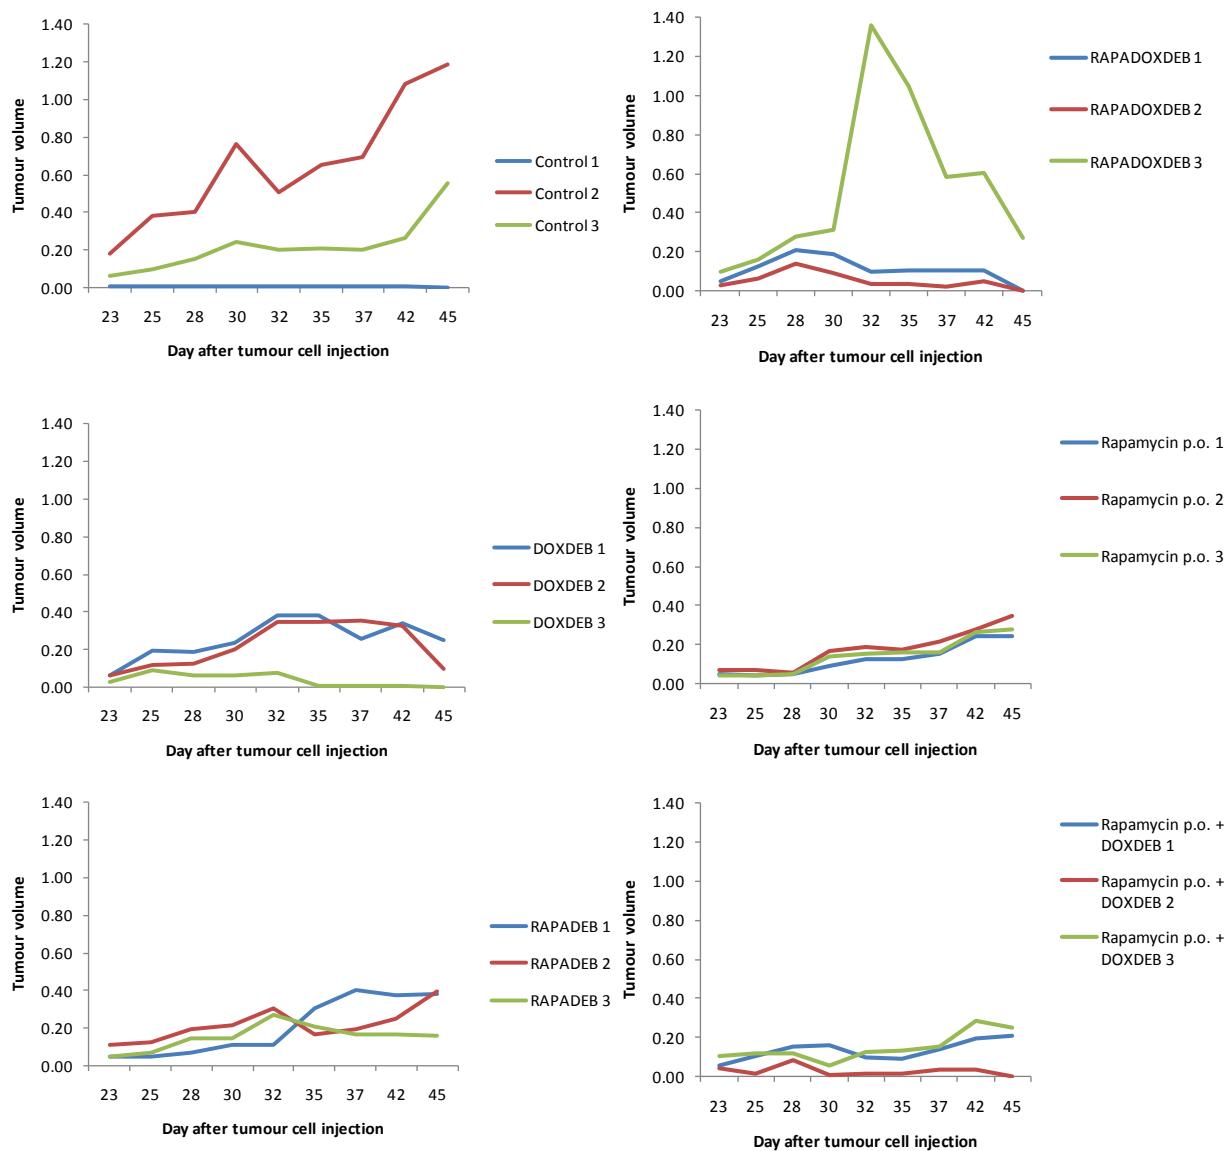 1.40
1.20
1.00
0.80
0.60
0.40
0.20
0.00
Tumour volume
23 25 28 30 32 35 37 42 45
Day after tumour cell injection
Control 1
Control 2
Control 3
1.40
1.20
1.00
0.80
0.60
0.40
0.20
0.00
Tumour volume
23 25 28 30 32 35 37 42 45
Day after tumour cell injection
RAPADOXDEB 1
RAPADOXDEB 2
RAPADOXDEB 3
1.40
1.20
1.00
0.80
0.60
0.40
0.20
0.00
Tumour volume
23 25 28 30 32 35 37 42 45
Day after tumour cell injection
DOXDEB 1
DOXDEB 2
DOXDEB 3
1.40
1.20
1.00
0.80
0.60
0.40
0.20
0.00
Tumour volume
23 25 28 30 32 35 37 42 45
Day after tumour cell injection
Rapamycin p.o. 1
Rapamycin p.o. 2
Rapamycin p.o. 3
1.40
1.20
1.00
0.80
0.60
0.40
0.20
0.00
Tumour volume
23 25 28 30 32 35 37 42 45
Day after tumour cell injection
RAPADEB 1
RAPADEB 2
RAPADEB 3
1.40
1.20
1.00
0.80
0.60
0.40
0.20
0.00
Tumour volume
23 25 28 30 32 35 37 42 45
Day after tumour cell injection
Rapamycin p.o. +
DOXDEB 1
Rapamycin p.o. +
DOXDEB 2
Rapamycin p.o. +
DOXDEB 3